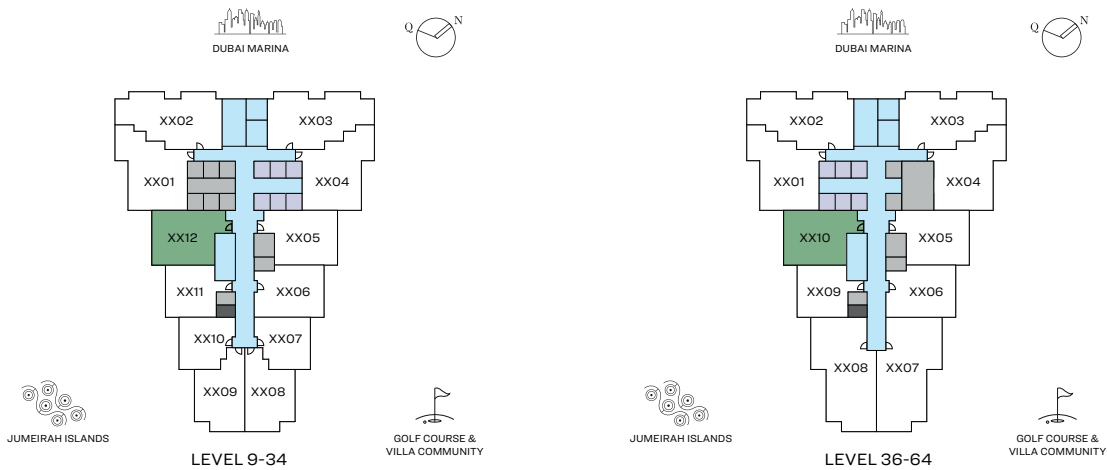 DUBAI MARINA
Q N
XX02
XX03
XX01
XX04
XX12
XX05
XX11
XX06
XX10
XX07
XX09
XX08
JUMEIRAH ISLANDS
GOLF COURSE &
VILLA COMMUNITY
LEVEL 9-34
DUBAI MARINA
Q N
XX02
XX03
XX01
XX04
XX10
XX05
XX09
XX06
XX08
XX07
JUMEIRAH ISLANDS
GOLF COURSE &
VILLA COMMUNITY
LEVEL 36-64